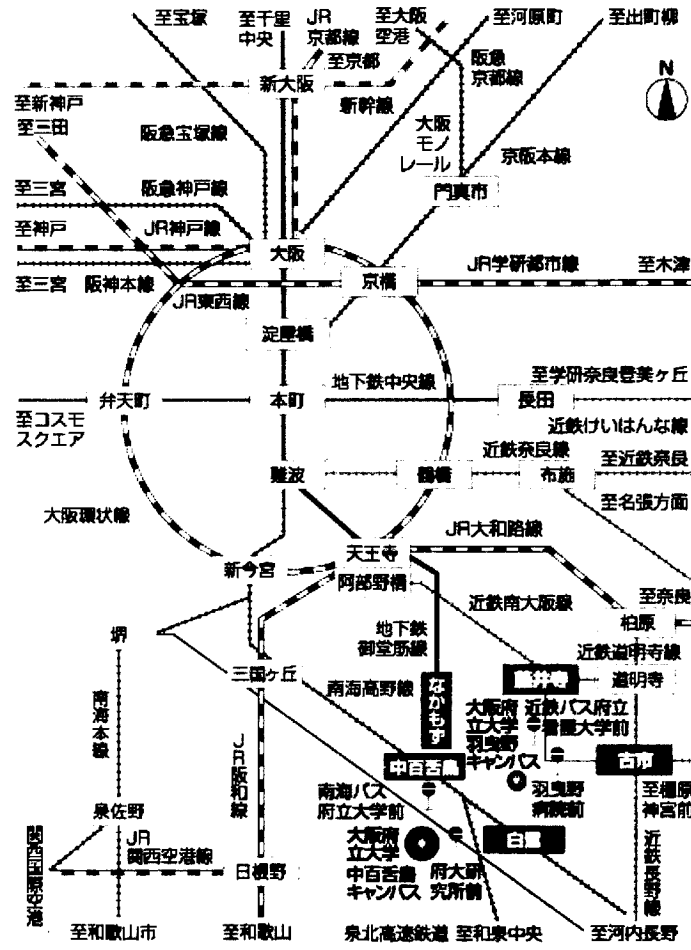 至宝塚
至千里
中央
JR
京都線
至京都
至大阪
空港
至河原町
至出町柳
阪急
京都線
N
新大阪
至新神戸
新幹線
至三田
阪急宝塚線
大阪
モノ
レール
京阪本線
門真市
至三宮
阪急神戸線
至神戸
JR神戸線
大阪
至三宮
阪神本線
JR東西線
京橋
JR学研都市線
至木津
淀屋橋
弁天町
本町
地下鉄中央線
長田
至学研奈良登美ヶ丘
至コスモ
スクエア
近鉄けいはんな線
近鉄奈良線
難波
鶴橋
布施
至近鉄奈良
至名張方面
大阪環状線
新今宮
天王寺
JR大和路線
阿部野橋
近鉄南大阪線
至奈良
柏原
堺
地下鉄
御堂筋線
近鉄道明寺線
三国ヶ丘
南海高野線
なかもず
藤井寺
道明寺
南海本線
大阪府
立大学
羽曳野
キャンパス
近鉄バス府立
看護大学前
JR阪和線
中百舌鳥
古市
南海バス
府立大学前
羽曳野
病院前
至橿原
神宮前
泉佐野
JR
関西空港線
関西国際空港
日根野
大阪府
立大学
中百舌鳥
キャンパス
府大研
究所前
白鷺
近鉄長野線
至和歌山市
至和歌山
泉北高速鉄道
至和泉中央
至河内長野